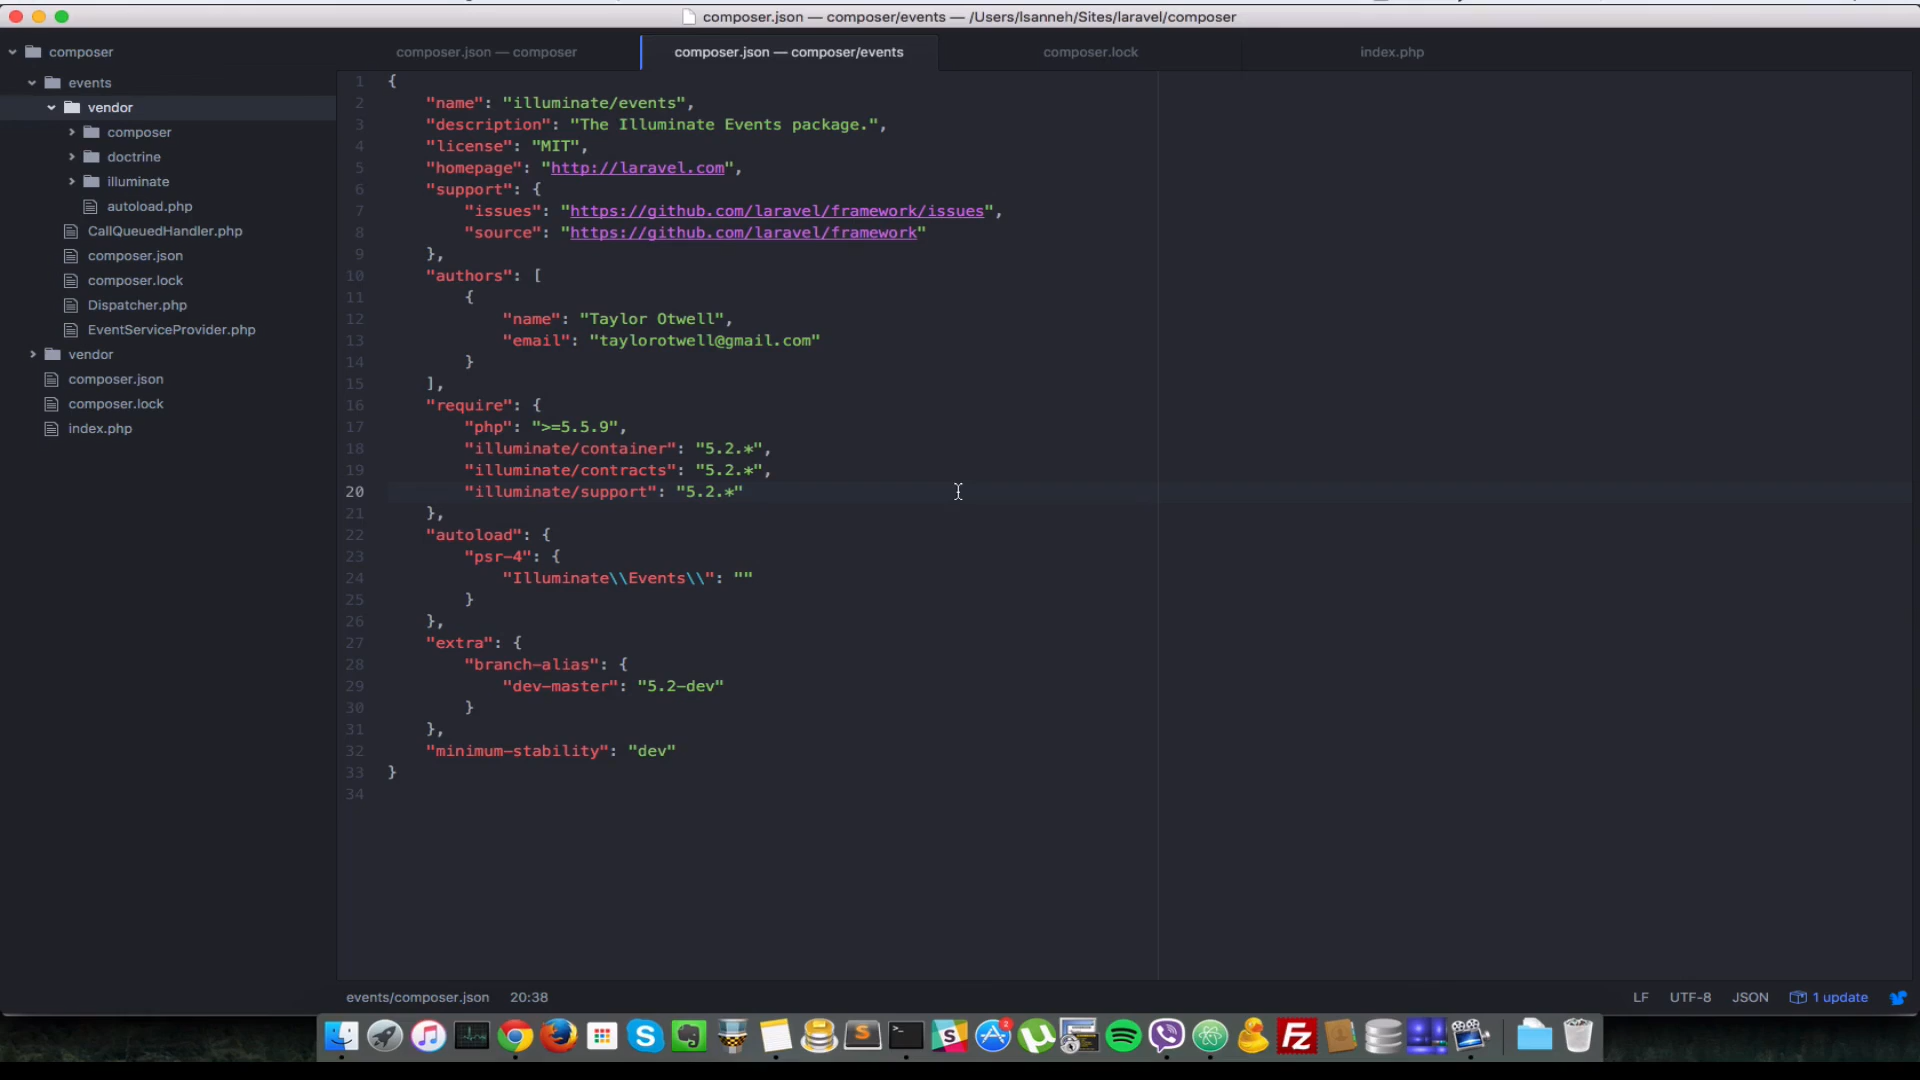 composer.json — composer/events — /Users/lsanneh/Sites/laravel/composer
composer
events
vendor
composer
doctrine
illuminate
autoload.php
CallQueuedHandler.php
composer.json
composer.lock
Dispatcher.php
EventServiceProvider.php
vendor
composer.json
composer.lock
index.php
composer.json — composer
composer.json — composer/events
composer.lock
index.php
1 {
2 "name": "illuminate/events",
3 "description": "The Illuminate Events package.",
4 "license": "MIT",
5 "homepage": "http://laravel.com",
6 "support": {
7 "issues": "https://github.com/laravel/framework/issues",
8 "source": "https://github.com/laravel/framework"
9 },
10 "authors": [
11 {
12 "name": "Taylor Otwell",
13 "email": "taylorotwell@gmail.com"
14 }
15 ],
16 "require": {
17 "php": ">=5.5.9",
18 "illuminate/container": "5.2.*",
19 "illuminate/contracts": "5.2.*",
20 "illuminate/support": "5.2.*"
21 },
22 "autoload": {
23 "psr-4": {
24 "Illuminate\\Events\\": ""
25 }
26 },
27 "extra": {
28 "branch-alias": {
29 "dev-master": "5.2-dev"
30 }
31 },
32 "minimum-stability": "dev"
33 }
34
events/composer.json 20:38
LF UTF-8 JSON 1 update